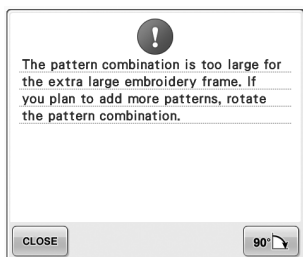 The pattern combination is too large for
the extra large embroidery frame. If
you plan to add more patterns, rotate
the pattern combination.
CLOSE
90°